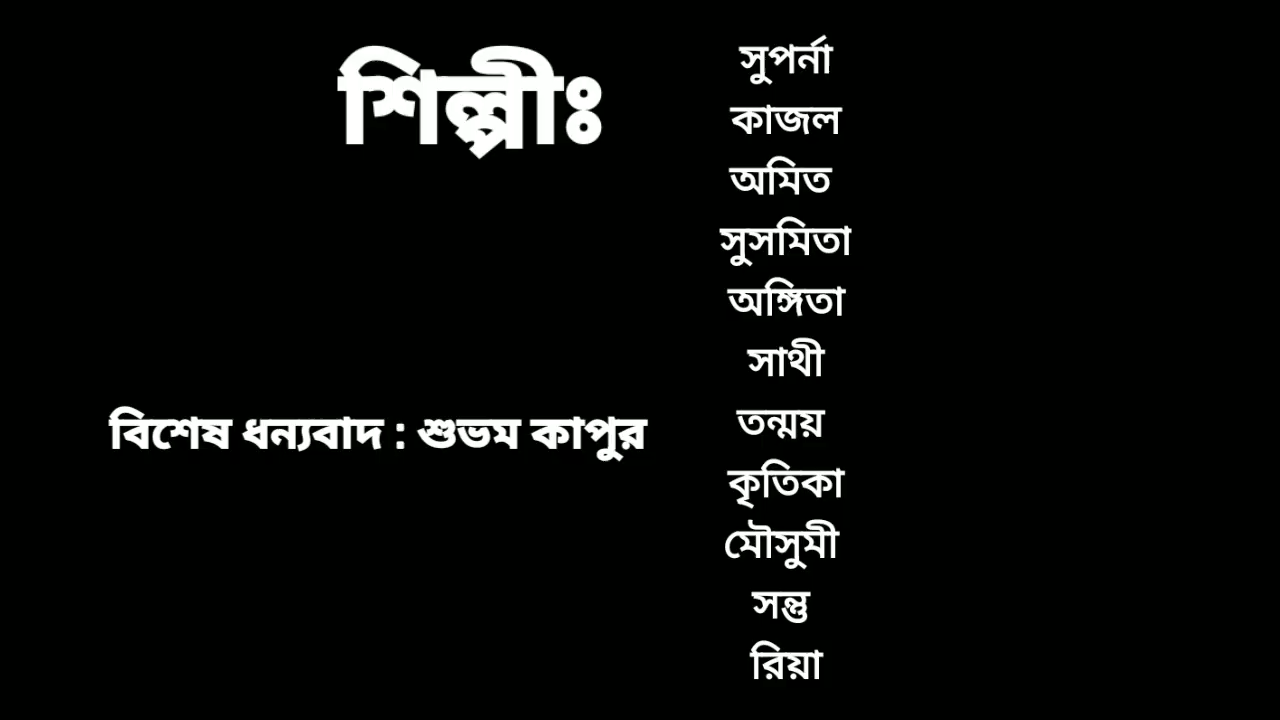 শিল্পীঃ
সুপর্না
কাজল
অমিত
সুসমিতা
অঙ্গিতা
সাথী
তন্ময়
কৃতিকা
মৌসুমী
সন্তু
রিয়া
বিশেষ ধন্যবাদ : শুভম কাপুর